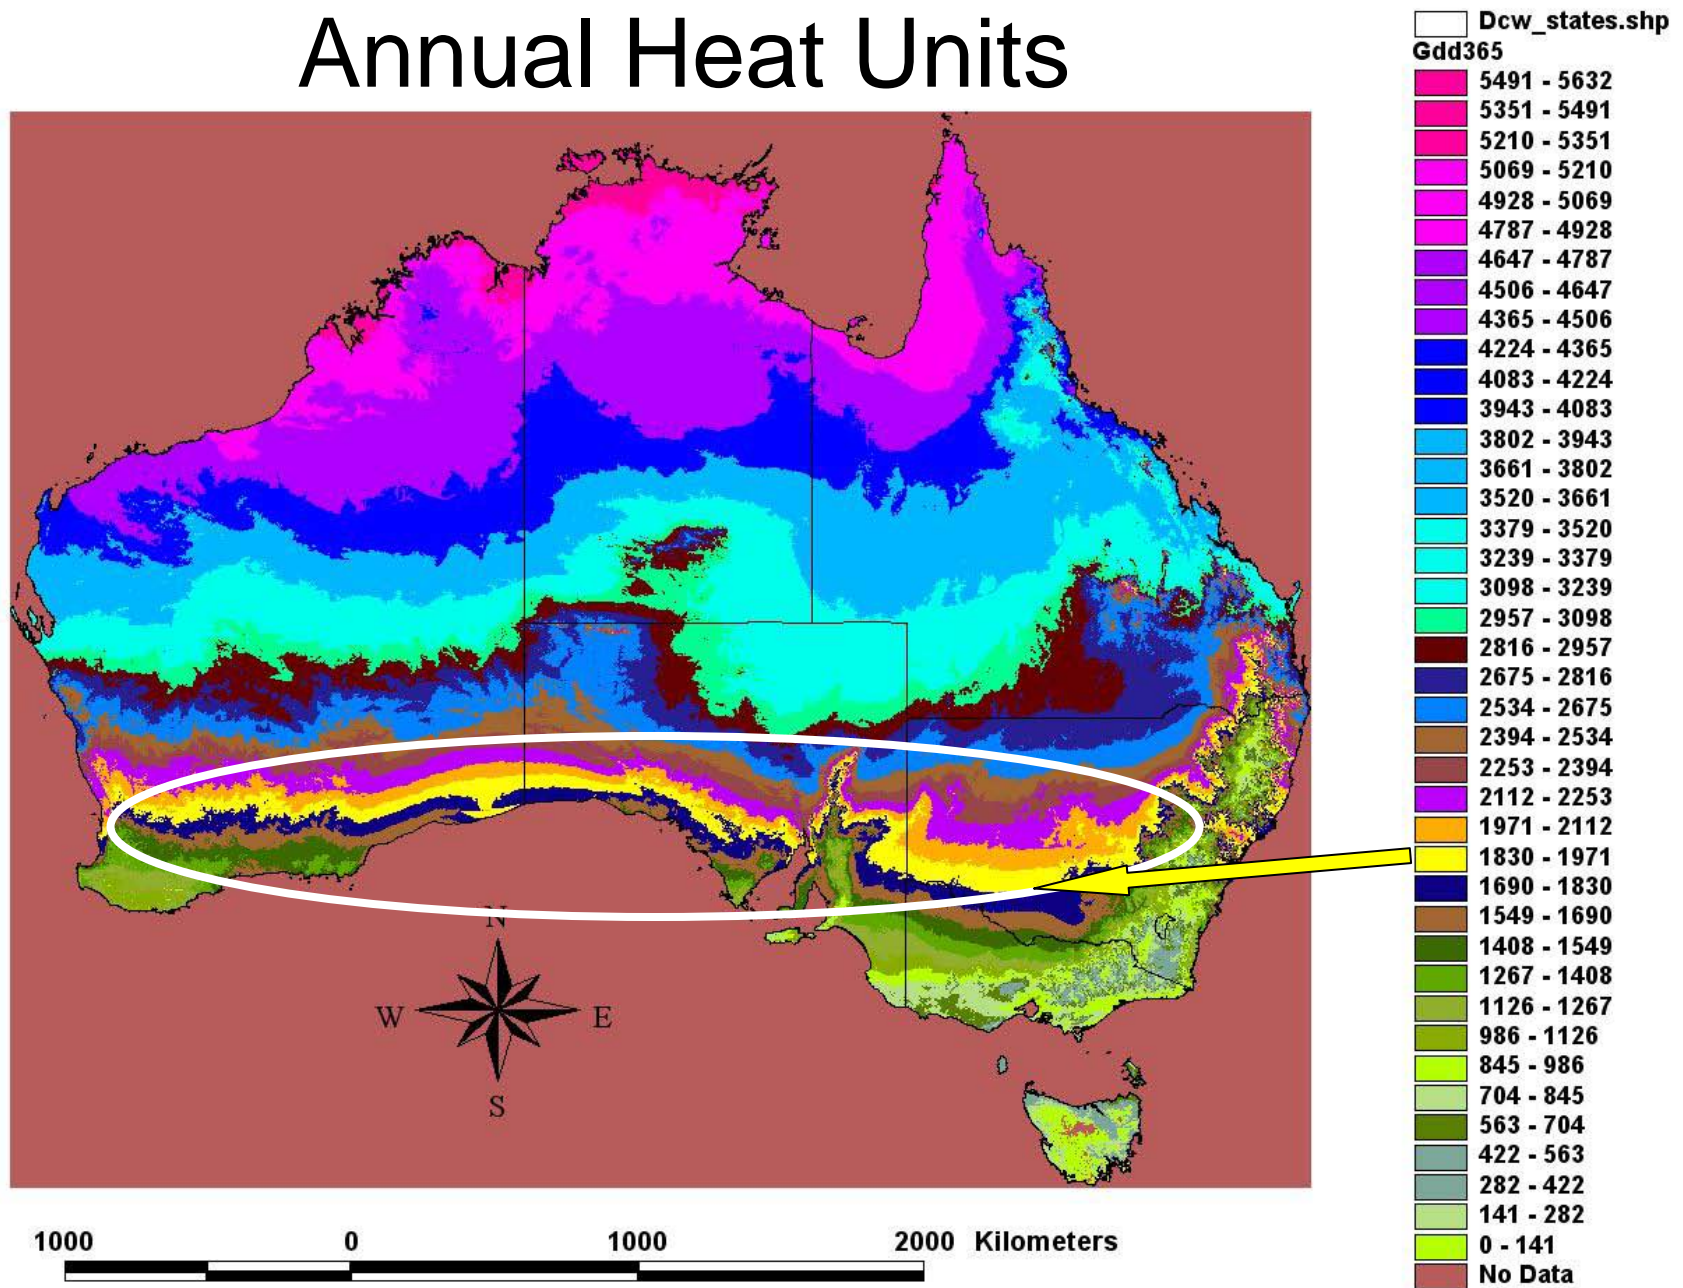 Annual Heat Units
Dcw_states.shp
Gdd365
5491 - 5632
5351 - 5491
5210 - 5351
5069 - 5210
4928 - 5069
4787 - 4928
4647 - 4787
4506 - 4647
4365 - 4506
4224 - 4365
4083 - 4224
3943 - 4083
3802 - 3943
3661 - 3802
3520 - 3661
3379 - 3520
3239 - 3379
3098 - 3239
2957 - 3098
2816 - 2957
2675 - 2816
2534 - 2675
2394 - 2534
2253 - 2394
2112 - 2253
1971 - 2112
1830 - 1971
1690 - 1830
1549 - 1690
1408 - 1549
1267 - 1408
1126 - 1267
986 - 1126
845 - 986
704 - 845
563 - 704
422 - 563
282 - 422
141 - 282
0 - 141
No Data
N
W E
S
1000 0 1000 2000 Kilometers